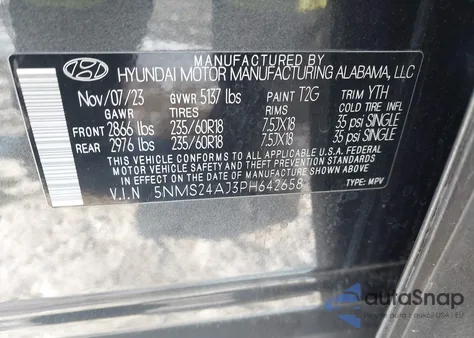 MANUFACTURED BY
HYUNDAI MOTOR MANUFACTURING ALABAMA, LLC
Nov/07/23 GVWR 5137 lbs PAINT T2G TRIM YTH
GAWR TIRES RIMS COLD TIRE INFL
FRONT 2866 lbs 235/60R18 7.5JX18 35 psi SINGLE
REAR 2976 lbs 235/60R18 7.5JX18 35 psi SINGLE
THIS VEHICLE CONFORMS TO ALL APPLICABLE U.S.A. FEDERAL
MOTOR VEHICLE SAFETY STANDARDS IN EFFECT ON
THE DATE OF MANUFACTURE SHOWN ABOVE.
V.I.N 5NMS24AJ3PH642658 TYPE: MPV
autoSnap